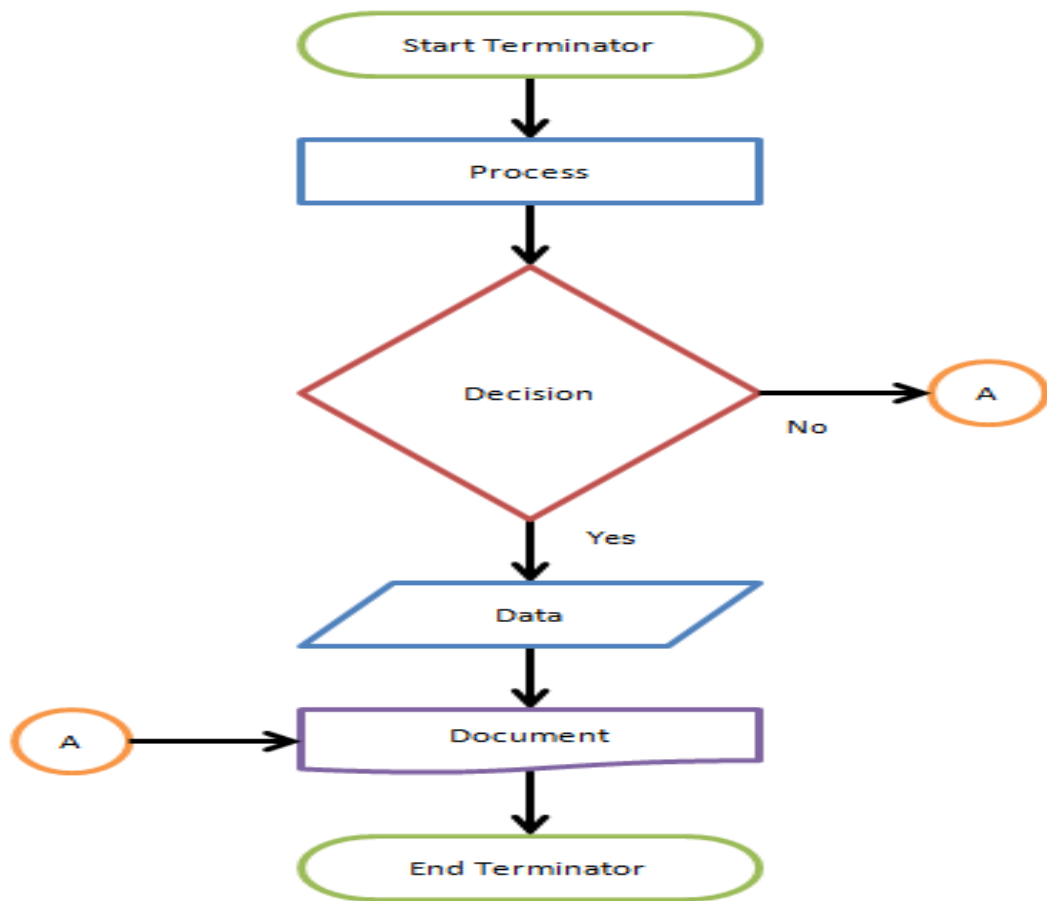 Start Terminator
Process
Decision
A
No
Yes
Data
A
Document
End Terminator